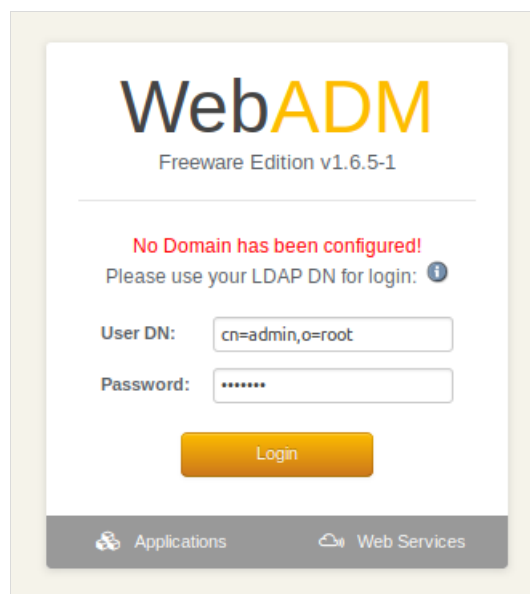 WebADM
Freeware Edition v1.6.5-1
No Domain has been configured!
Please use your LDAP DN for login:
User DN: cn=admin,o=root
Password: •••••••
Login
Applications Web Services